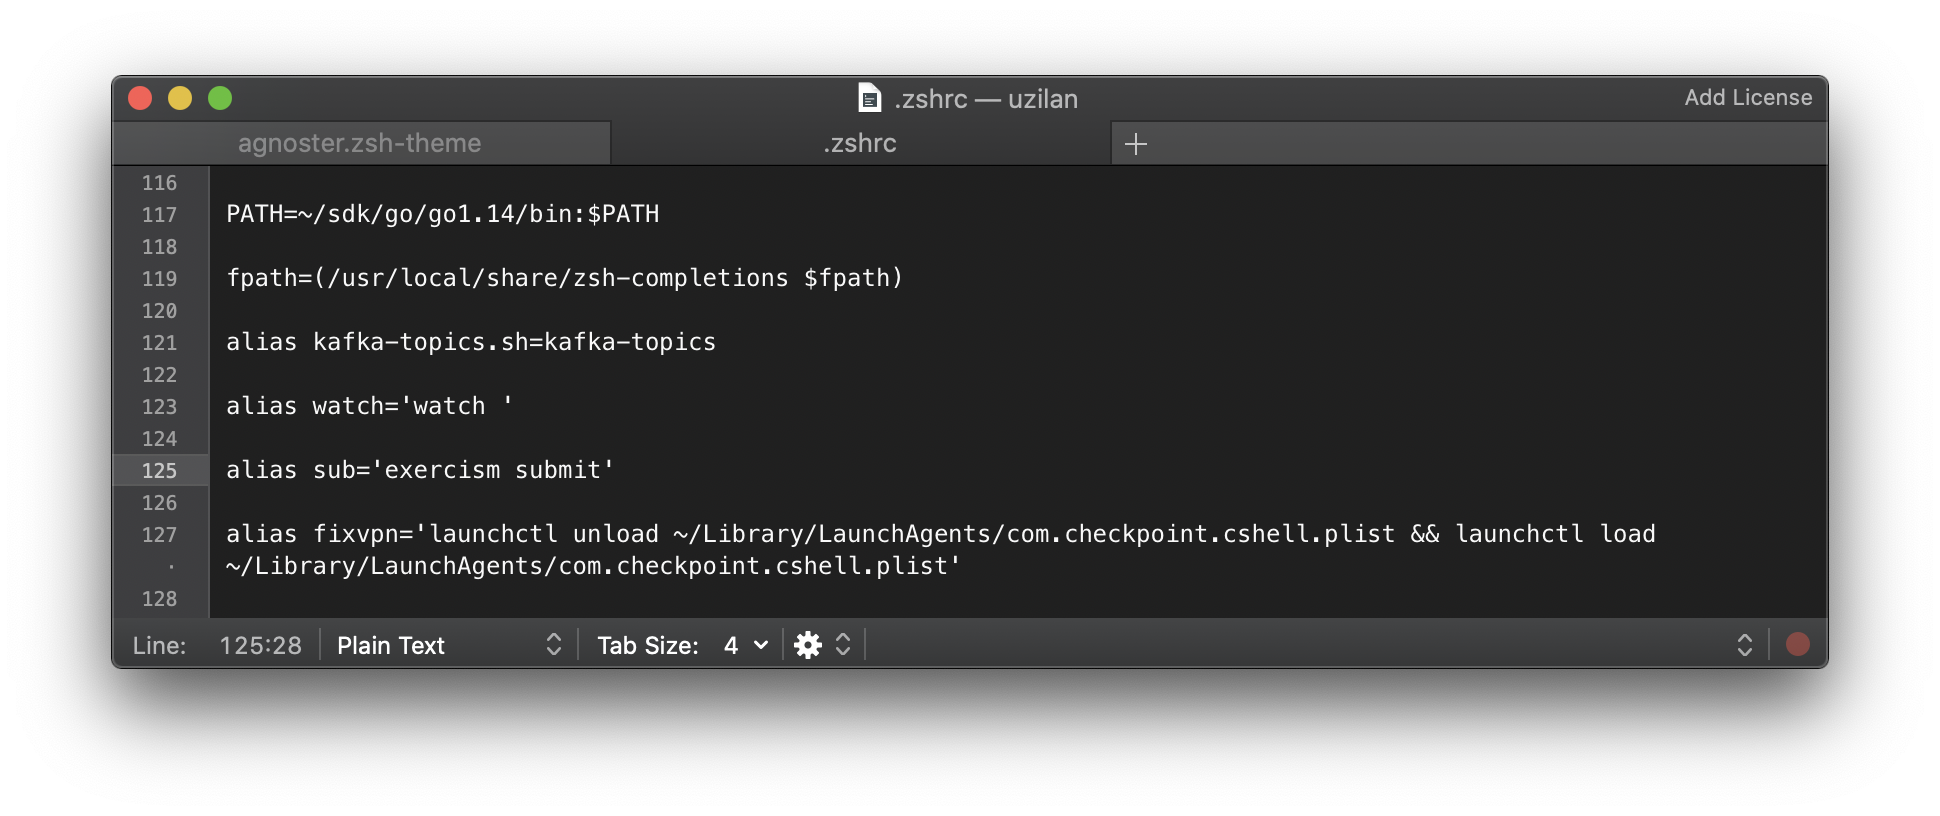 .zshrc — uzilan
Add License
agnoster.zsh-theme
.zshrc
116
117 PATH=~/sdk/go/go1.14/bin:$PATH
118
119 fpath=(/usr/local/share/zsh-completions $fpath)
120
121 alias kafka-topics.sh=kafka-topics
122
123 alias watch='watch '
124
125 alias sub='exercism submit'
126
127 alias fixvpn='launchctl unload ~/Library/LaunchAgents/com.checkpoint.cshell.plist && launchctl load
· ~/Library/LaunchAgents/com.checkpoint.cshell.plist'
128
Line: 125:28 Plain Text Tab Size: 4